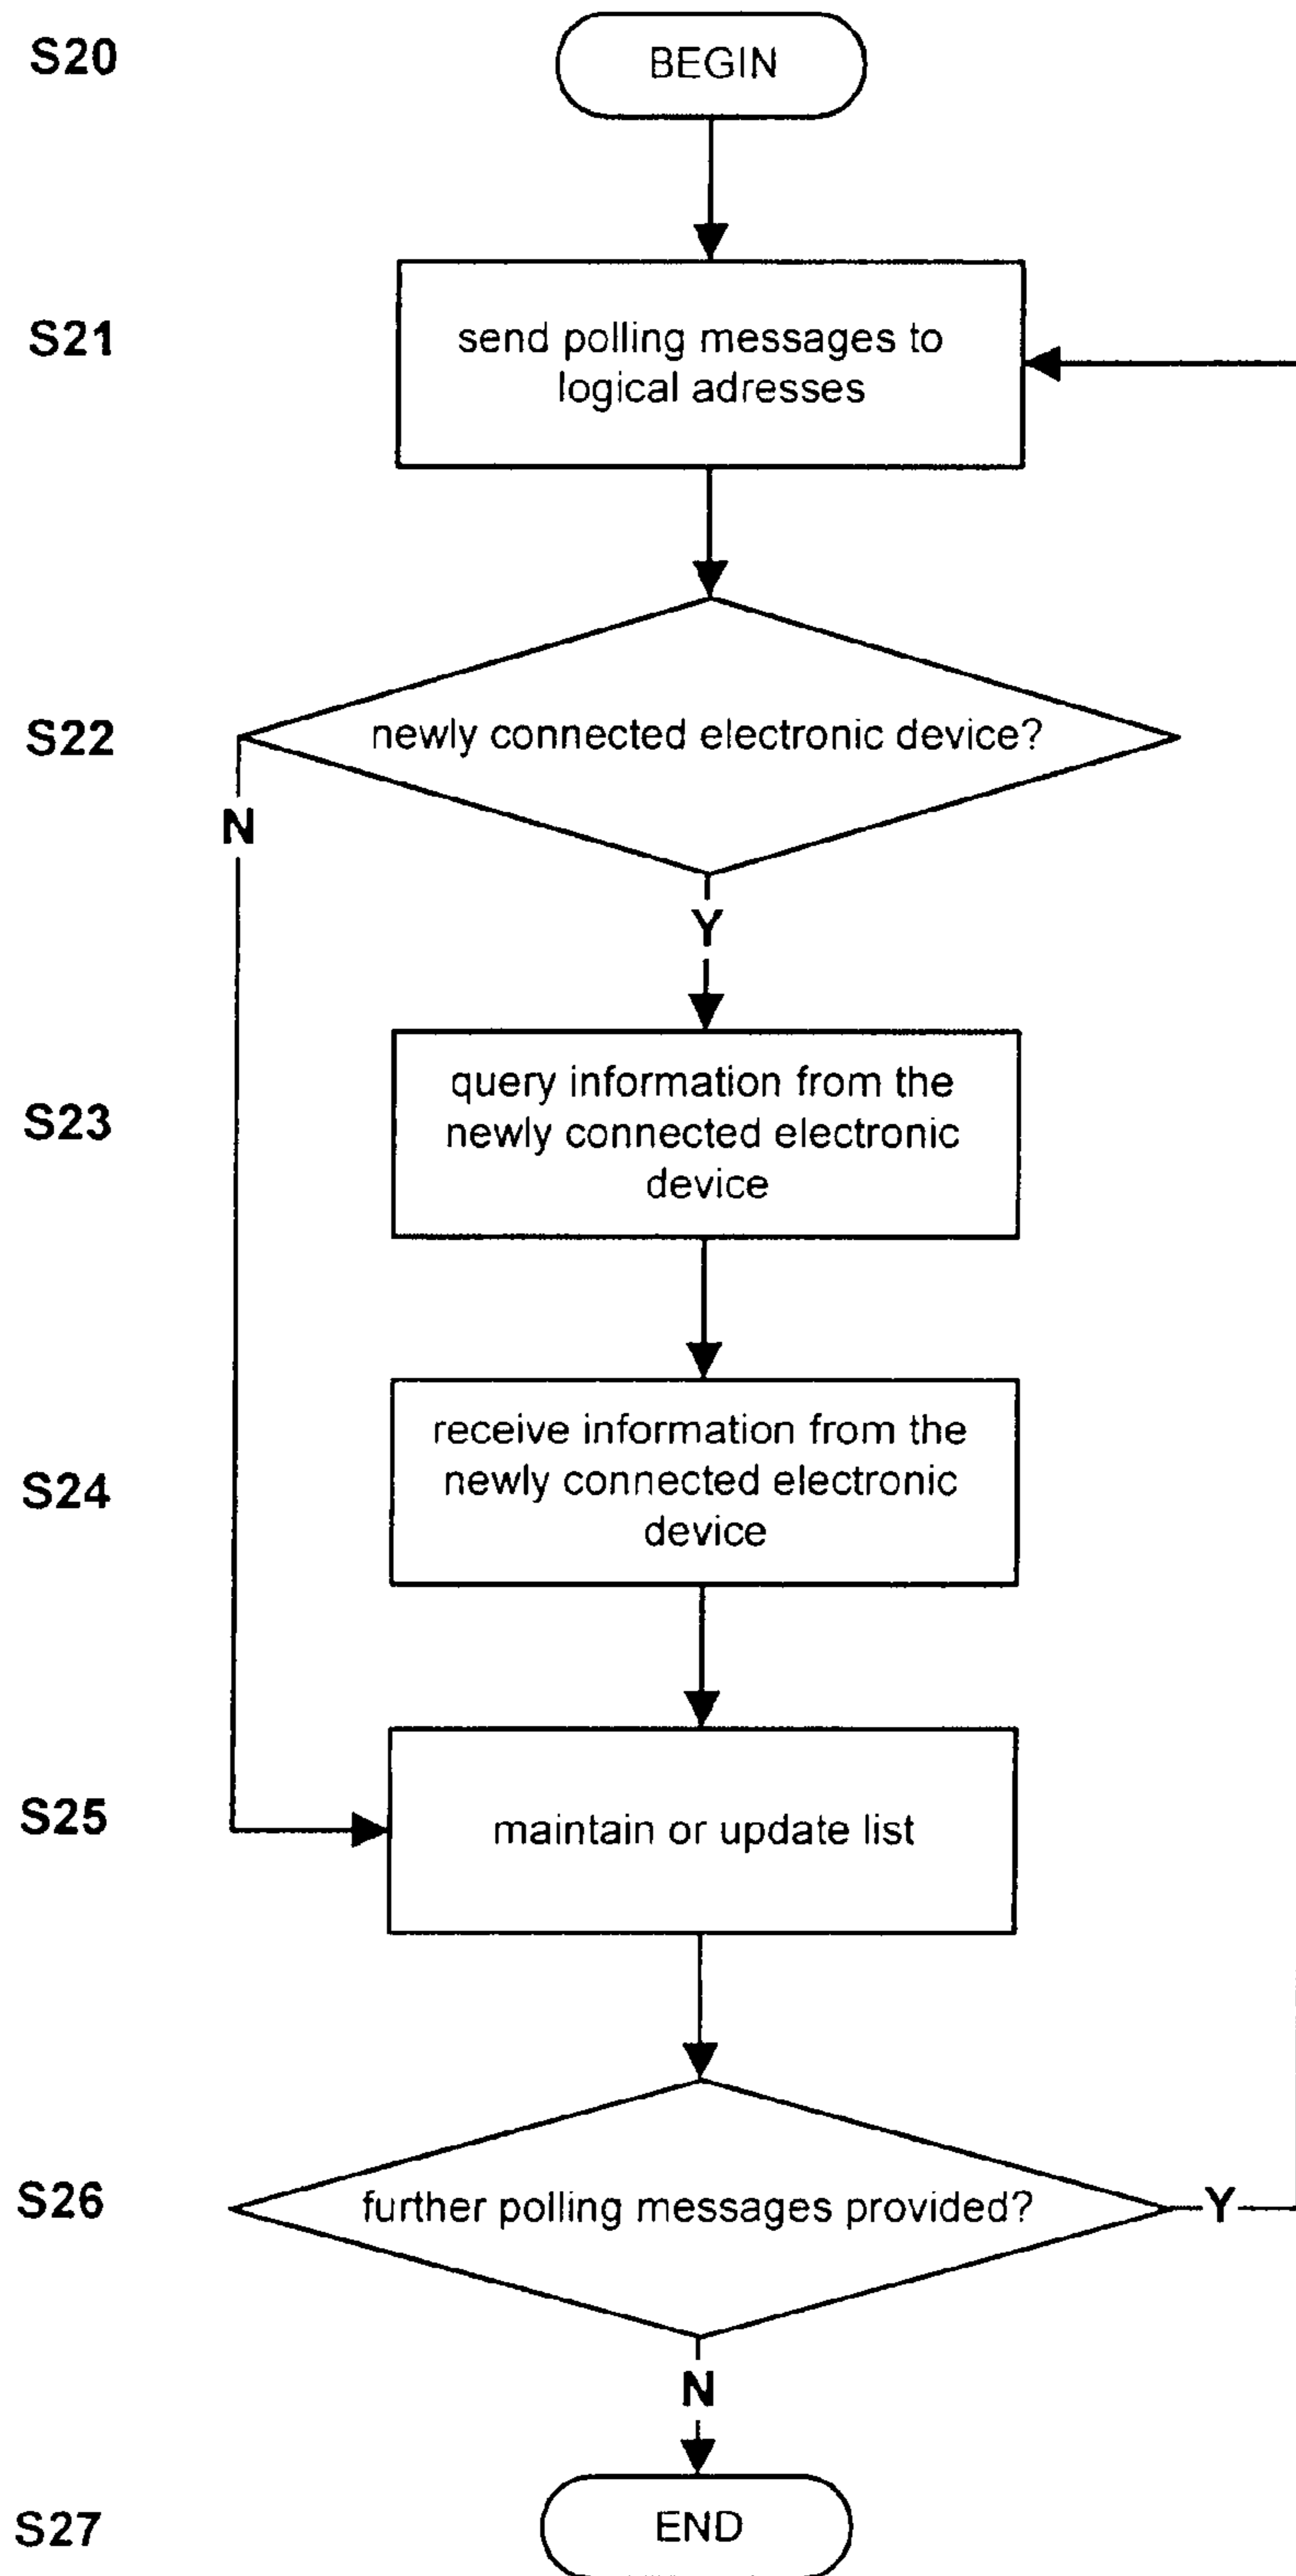 S20
BEGIN
S21
send polling messages to
logical adresses
S22
newly connected electronic device?
N
Y
S23
query information from the
newly connected electronic
device
S24
receive information from the
newly connected electronic
device
S25
maintain or update list
S26
further polling messages provided?
Y
N
S27
END